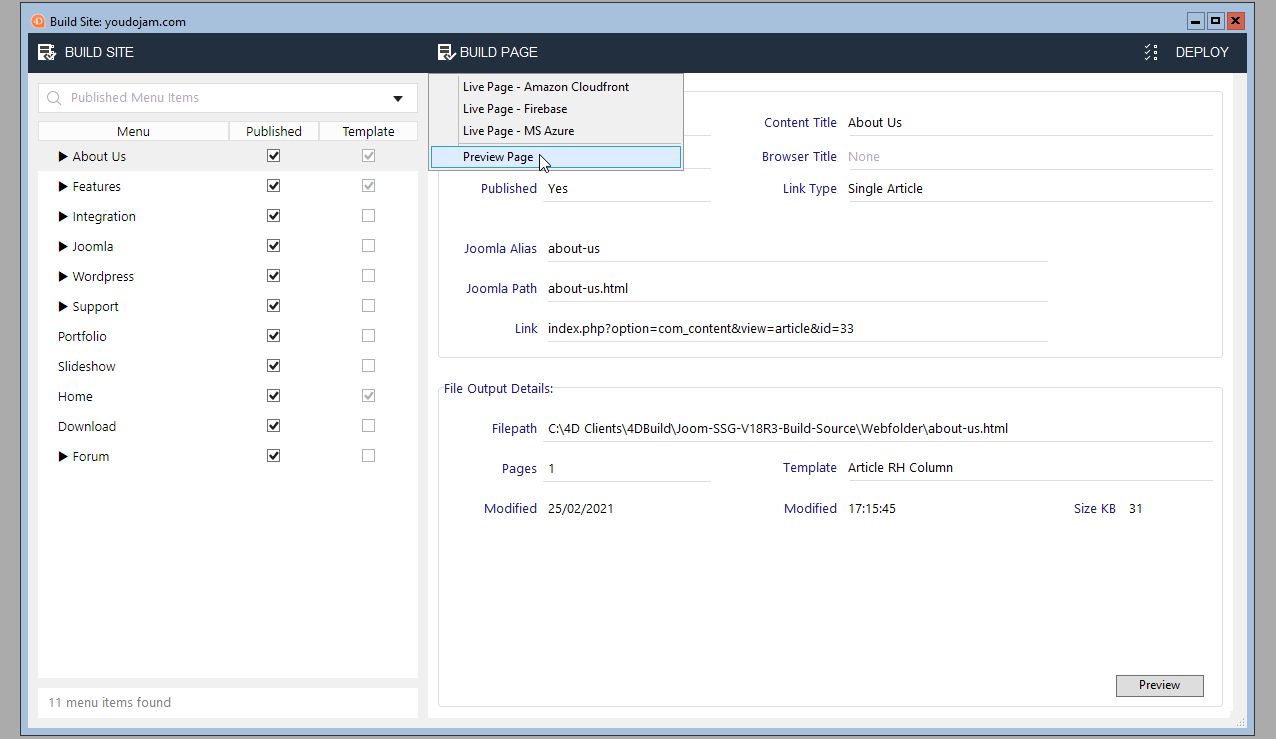 Build Site: youdojam.com
BUILD SITE
BUILD PAGE
DEPLOY
Published Menu Items
Menu Published Template
About Us
Features
Integration
Joomla
Wordpress
Support
Portfolio
Slideshow
Home
Download
Forum
11 menu items found
Live Page - Amazon Cloudfront
Live Page - Firebase
Live Page - MS Azure
Preview Page
Content Title About Us
Browser Title None
Published Yes
Link Type Single Article
Joomla Alias about-us
Joomla Path about-us.html
Link index.php?option=com_content&view=article&id=33
File Output Details:
Filepath C:\4D Clients\4DBuild\Joom-SSG-V18R3-Build-Source\Webfolder\about-us.html
Pages 1
Template Article RH Column
Modified 25/02/2021
Modified 17:15:45
Size KB 31
Preview